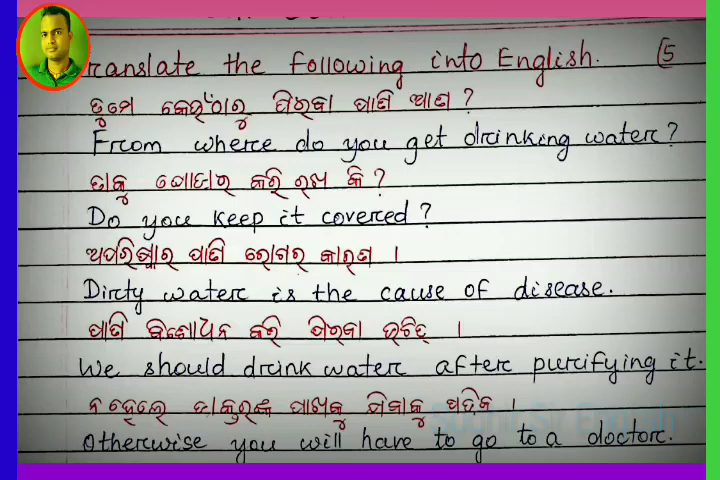 Translate the following into English. (5
ତୁମେ କେଉଁଠାରୁ ପିଇବା ପାଣି ଆଣ ?
From where do you get drinking water?
ତାକୁ ଘୋଡାଇ କରି ରଖ କି ?
Do you keep it covered?
ଅପରିଷ୍କାର ପାଣି ରୋଗର କାରଣ ।
Dirty water is the cause of disease.
ପାଣି ବିଶୋଧନ କରି ପିଇବା ଉଚିତ୍ ।
We should drink water after purifying it.
ନ ହେଲେ ଡାକ୍ତରଙ୍କ ପାଖକୁ ଯିବାକୁ ପଡ଼ିବ ।
Otherwise you will have to go to a doctor.